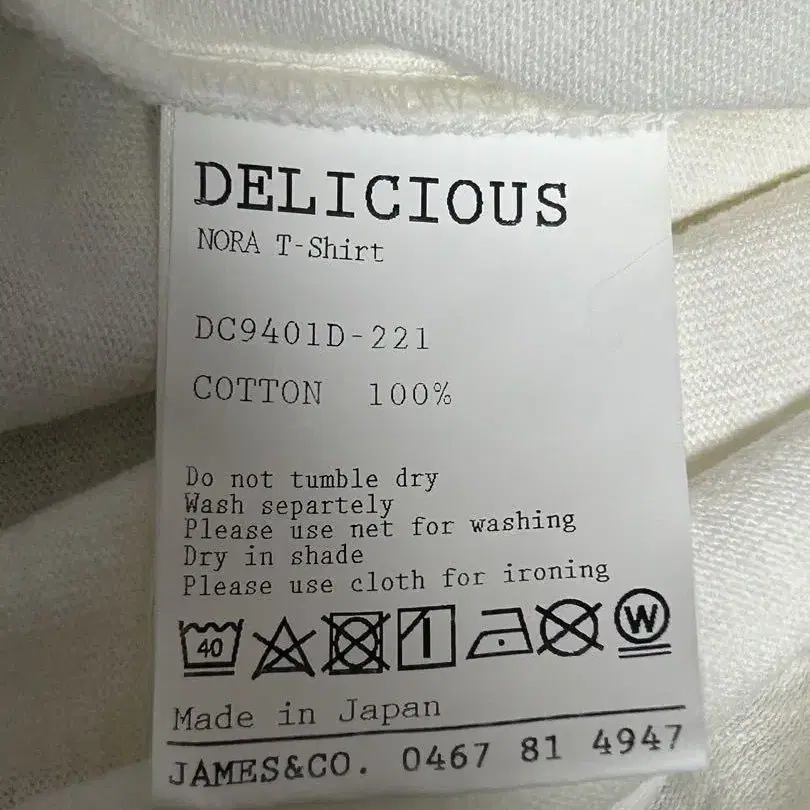 DELICIOUS
NORA T-Shirt
DC9401D-221
COTTON 100%
Do not tumble dry
Wash separtely
Please use net for washing
Dry in shade
Please use cloth for ironing
40 W
Made in Japan
JAMES&CO. 0467 81 4947